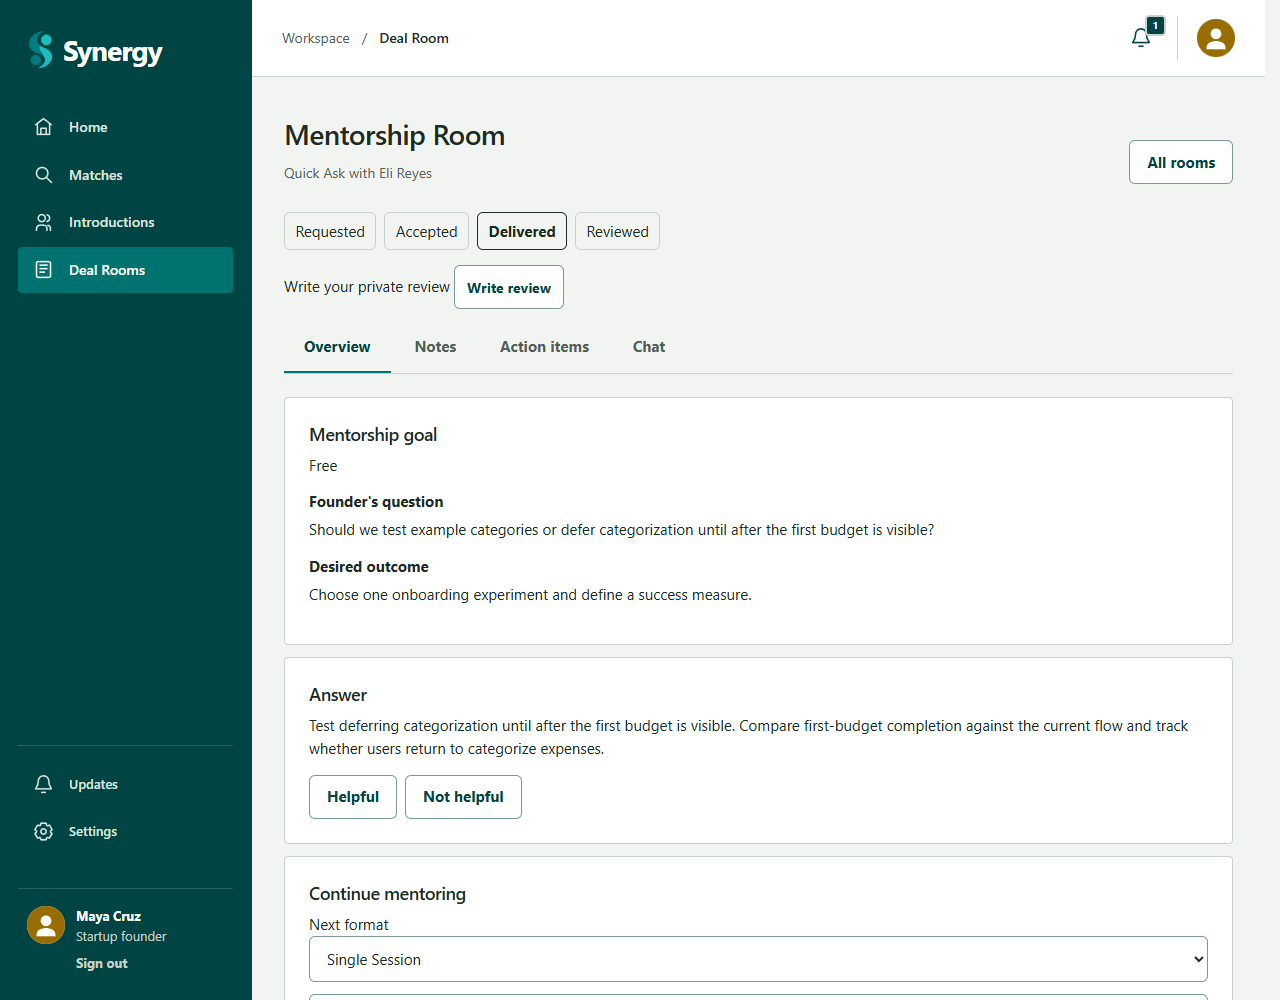 Synergy
Home
Matches
Introductions
Deal Rooms
Updates
Settings
Maya Cruz
Startup founder
Sign out
Workspace / Deal Room
1
Mentorship Room
Quick Ask with Eli Reyes
All rooms
Requested
Accepted
Delivered
Reviewed
Write your private review
Write review
Overview
Notes
Action items
Chat
Mentorship goal
Free
Founder's question
Should we test example categories or defer categorization until after the first budget is visible?
Desired outcome
Choose one onboarding experiment and define a success measure.
Answer
Test deferring categorization until after the first budget is visible. Compare first-budget completion against the current flow and track
whether users return to categorize expenses.
Helpful
Not helpful
Continue mentoring
Next format
Single Session